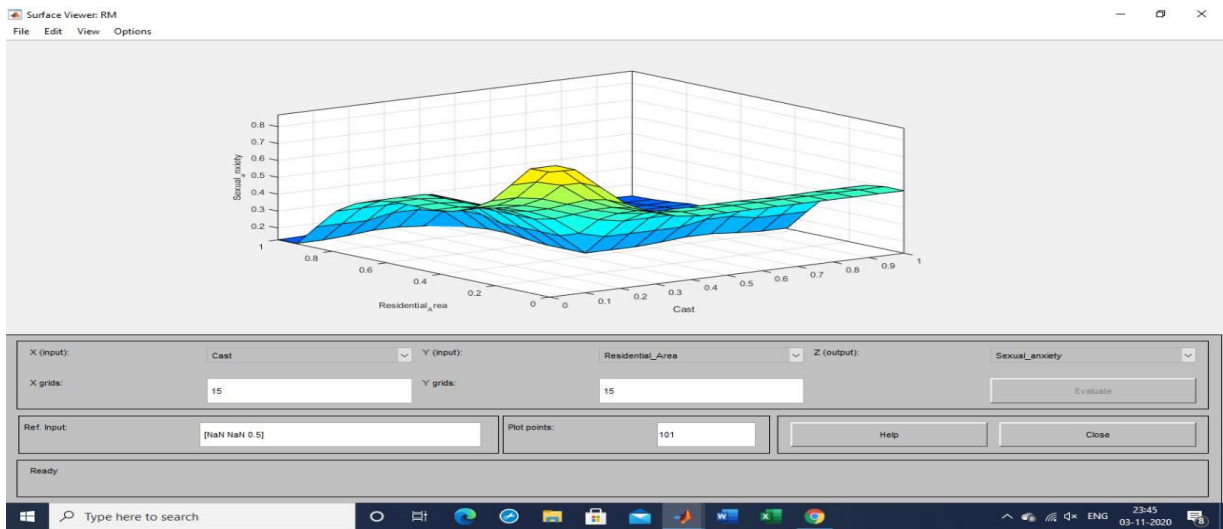 Surface Viewer: RM
File Edit View Options
0.8
0.7
0.6
0.5
0.4
0.3
0.2
Sexual_anxiety
1
0.8
0.6
0.4
0.2
0
Residential_Area
0
0.1
0.2
0.3
0.4
0.5
0.6
0.7
0.8
0.9
1
Cast
X (input): Cast Y (input): Residential_Area Z (output): Sexual_anxiety
X grids: 15 Y grids: 15 Evaluate
Ref. Input: [NaN NaN 0.5] Plot points: 101 Help Close
Ready
Type here to search ENG 23:45
03-11-2020 8